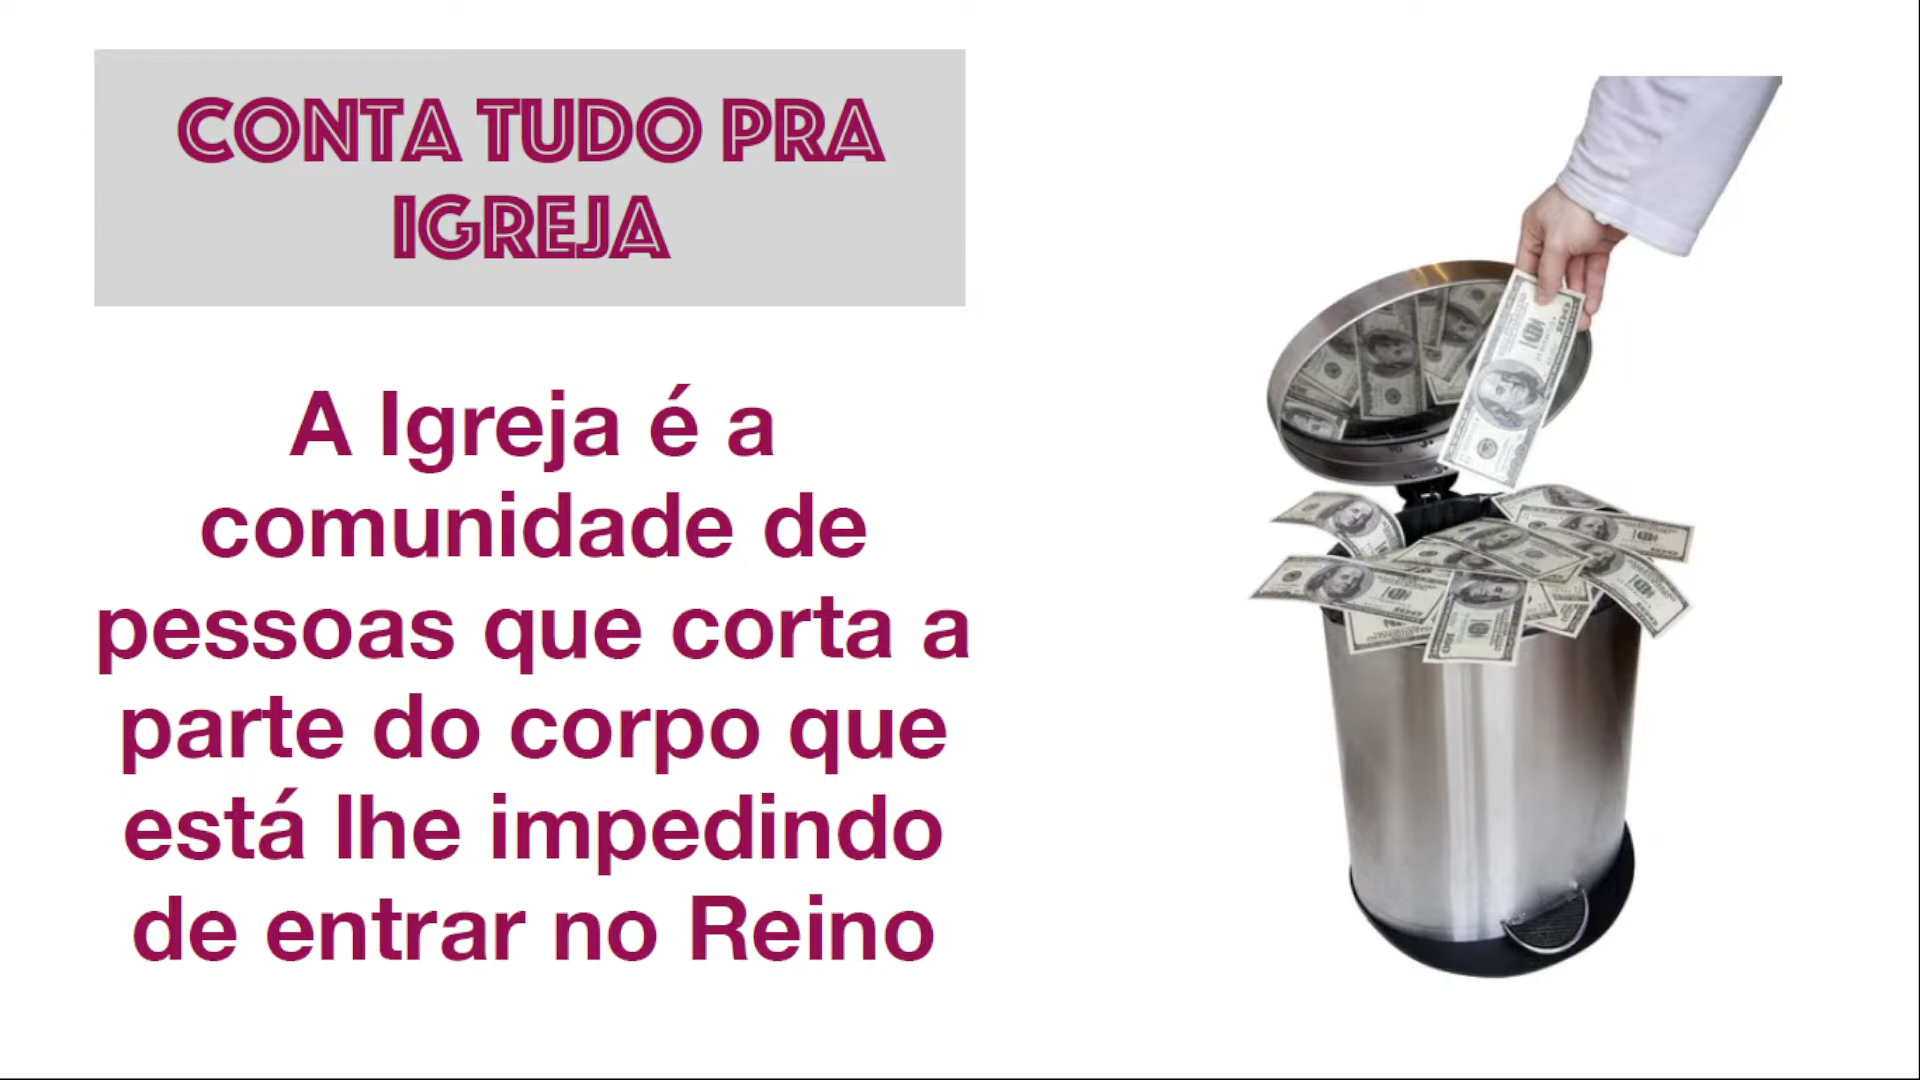 CONTA TUDO PRA
IGREJA
A Igreja é a
comunidade de
pessoas que corta a
parte do corpo que
está lhe impedindo
de entrar no Reino